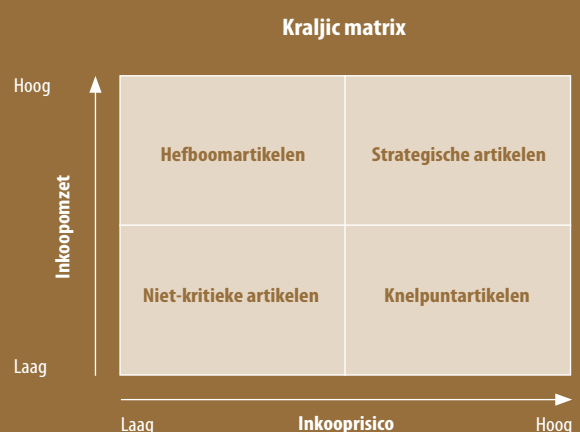 Kraljic matrix
Hoog
Hefboomartikelen
Strategische artikelen
Inkoopomzet
Niet-kritieke artikelen
Knelpuntartikelen
Laag
Laag
Inkooprisico
Hoog